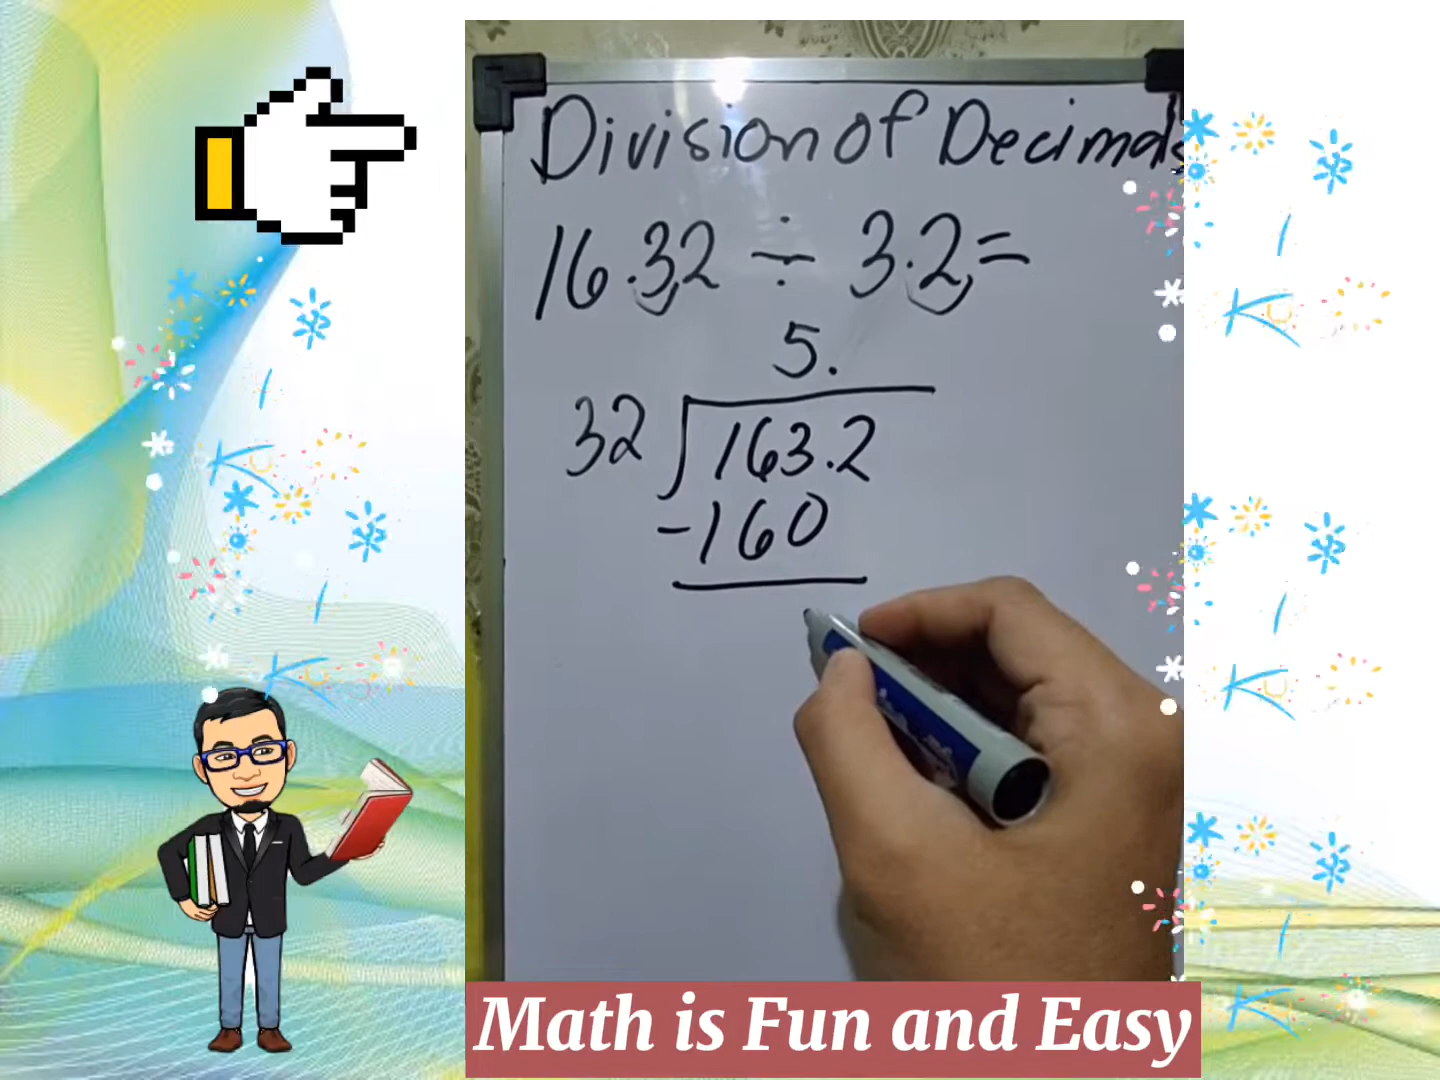 Division of Decimals
16.32 ÷ 3.2 =
5.
32 163.2
-160
Math is Fun and Easy